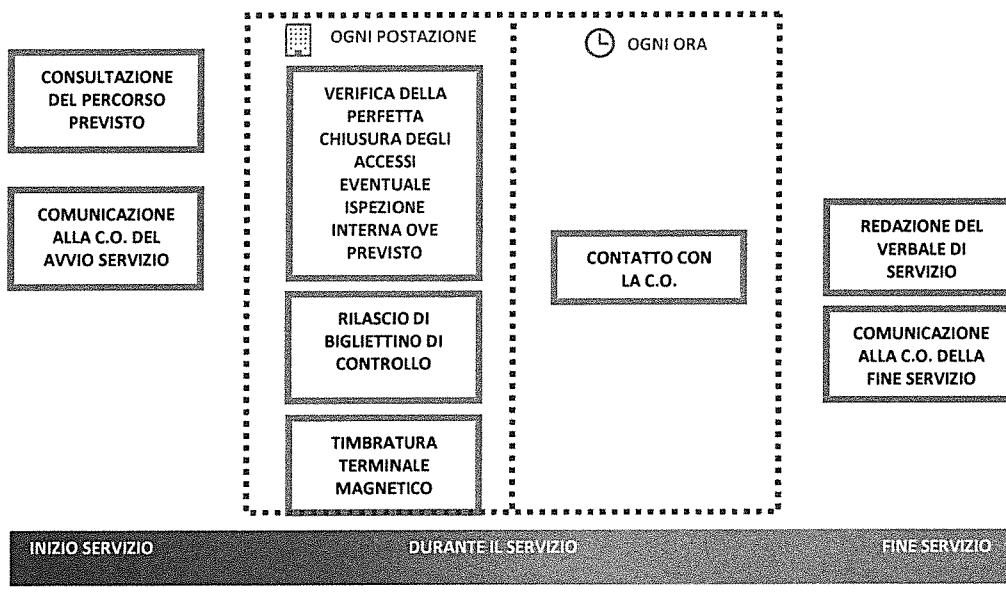 CONSULTAZIONE
DEL PERCORSO
PREVISTO
COMUNICAZIONE
ALLA C.O. DEL
AVVIO SERVIZIO
OGNI POSTAZIONE
VERIFICA DELLA
PERFETTA
CHIUSURA DEGLI
ACCESSI
EVENTUALE
ISPEZIONE
INTERNA OVE
PREVISTO
RILASCIO DI
BIGLIETTINO DI
CONTROLLO
TIMBRATURA
TERMINALE
MAGNETICO
OGNI ORA
CONTATTO CON
LA C.O.
REDAZIONE DEL
VERBALE DI
SERVIZIO
COMUNICAZIONE
ALLA C.O. DELLA
FINE SERVIZIO
INIZIO SERVIZIO
DURANTE IL SERVIZIO
FINE SERVIZIO